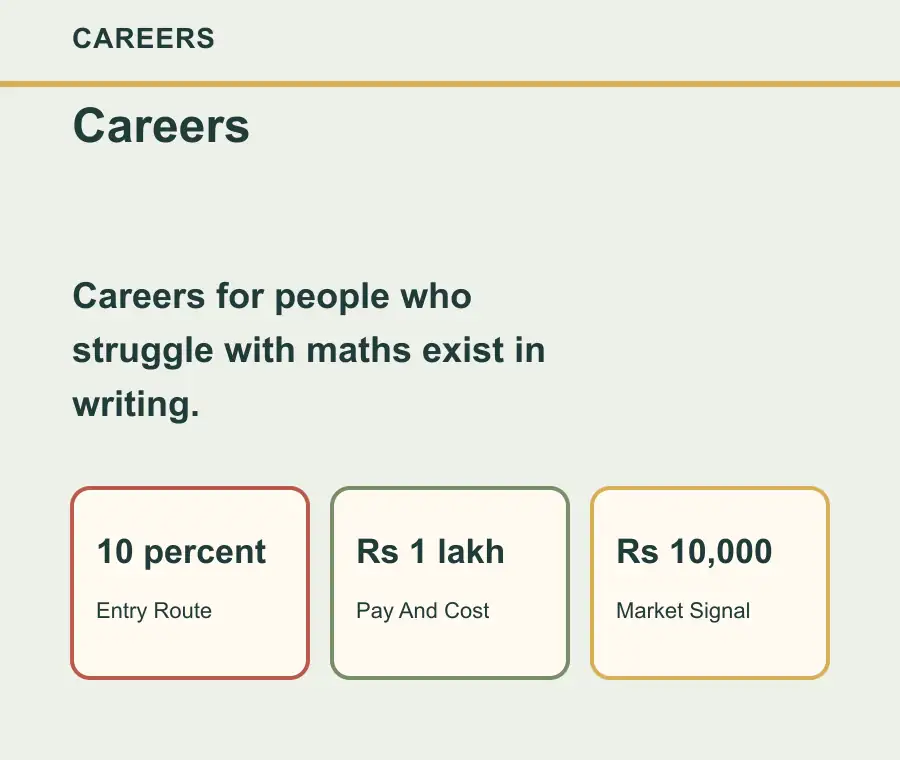 CAREERS
Careers
Careers for people who
struggle with maths exist in
writing.
10 percent
Entry Route
Rs 1 lakh
Pay And Cost
Rs 10,000
Market Signal